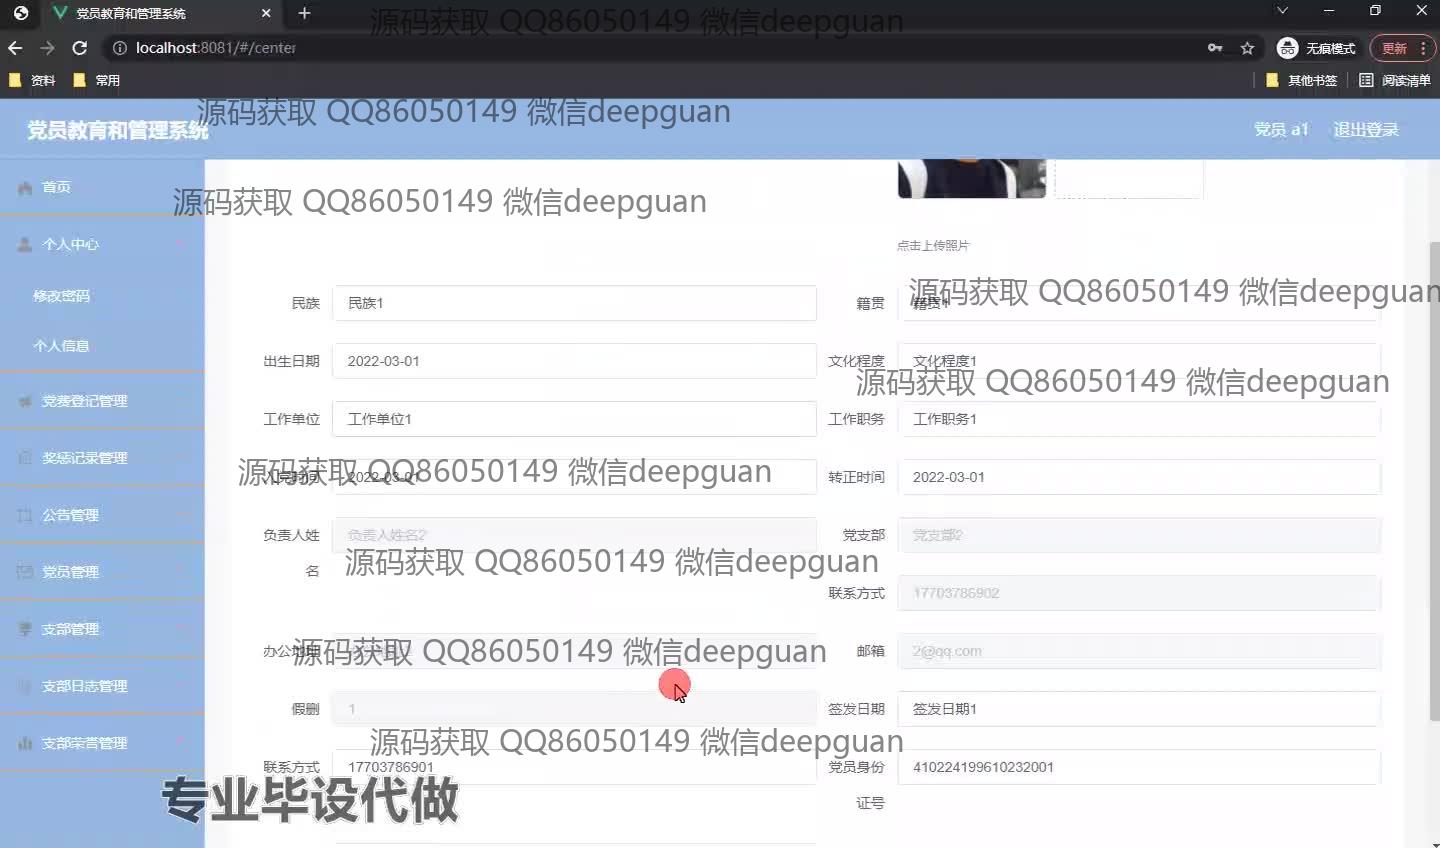 党员教育和管理系统
源码获取 QQ86050149 微信deepguan
localhost:8081/#/center
无痕模式
更新
资料
常用
其他书签
阅读清单
源码获取 QQ86050149 微信deepguan
党员教育和管理系统
党员 a1
退出登录
首页
源码获取 QQ86050149 微信deepguan
个人中心
点击上传照片
修改密码
民族
民族1
籍贯
籍贯1
源码获取 QQ86050149 微信deepguan
个人信息
出生日期
2022-03-01
文化程度
文化程度1
源码获取 QQ86050149 微信deepguan
党费登记管理
工作单位
工作单位1
工作职务
工作职务1
奖惩记录管理
入党时间
2022-03-01
源码获取 QQ86050149 微信deepguan
转正时间
2022-03-01
公告管理
负责人姓名
负责人姓名2
党支部
党支部2
源码获取 QQ86050149 微信deepguan
党员管理
联系方式
17703786902
支部管理
办公地址
源码获取 QQ86050149 微信deepguan
邮箱
2@qq.com
支部日志管理
假删
1
签发日期
签发日期1
支部荣誉管理
源码获取 QQ86050149 微信deepguan
联系方式
17703786901
党员身份证号
410224199610232001
专业毕设代做